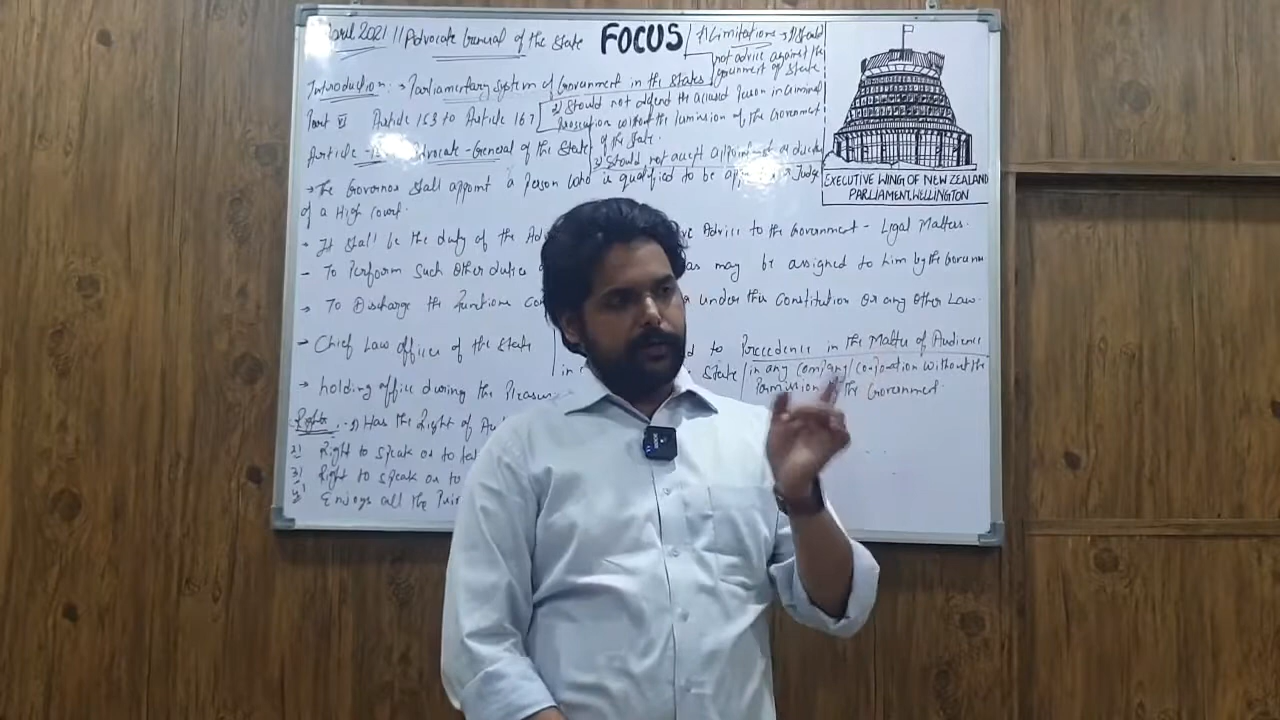 April 2021 // Advocate General of the State
FOCUS
Limitations → 1) Should
not advice against the
Government of State
Introduction :- → Parliamentary System of Government in the States
2) Should not defend the accused Person in criminal
Prosecution without the Permission of the Government
of the State.
Part VI Article 163 to Article 167
Article - Advocate - General of the State
3) Should not accept appointment as director
in any company / corporation without the
Permission of the Government.
→ The Governor shall appoint a Person who is qualified to be a Judge
of a High Court.
→ It shall be the duty of the Advice to the Government - Legal Matters.
- To Perform Such Other duties as may be assigned to him by the
→ To Discharge the functions under this Constitution or any Other Law.
→ Chief Law officer of the State
to Precedence in the Matter of Audience
State
→ holding office during the Pleasure
Rights :- 1) Has the Right of
2) Right to speak or to
3) Right to speak or to
4) Enjoys all the
EXECUTIVE WING OF NEW ZEALAND
PARLIAMENT, WELLINGTON